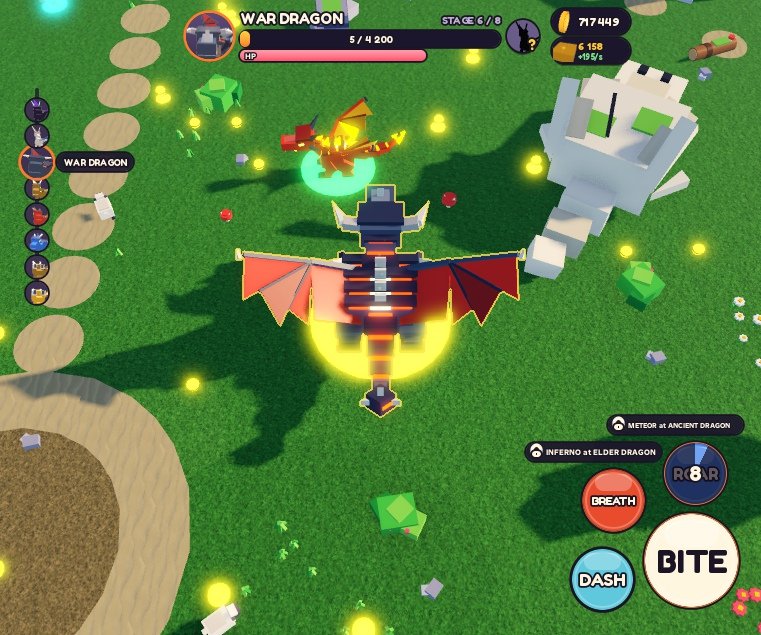 WAR DRAGON
STAGE 6 / 8
5 / 4 200
HP
?
717 449
6 158
+195/s
WAR DRAGON
METEOR at ANCIENT DRAGON
INFERNO at ELDER DRAGON
ROAR
8
BREATH
BITE
DASH